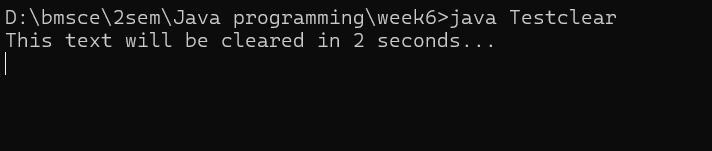 D:\bmsce\2sem\Java programming\week6>java Testclear
This text will be cleared in 2 seconds...